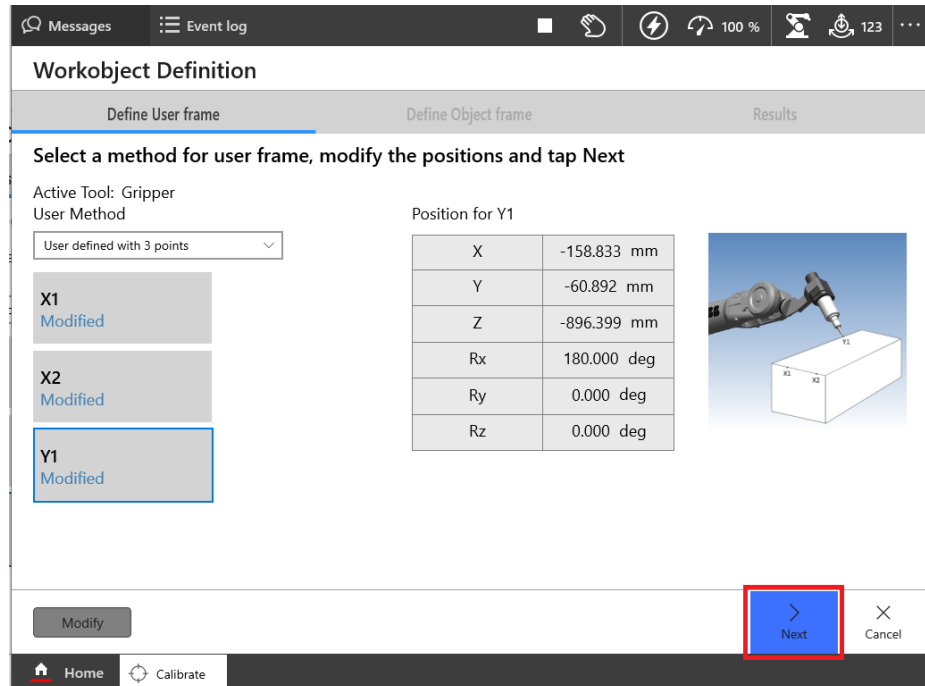 Messages Event log 100 % 123 ...
Workobject Definition
Define User frame Define Object frame Results
Select a method for user frame, modify the positions and tap Next
Active Tool: Gripper
User Method Position for Y1
User defined with 3 points
X -158.833 mm
Y -60.892 mm
Z -896.399 mm
Rx 180.000 deg
Ry 0.000 deg
Rz 0.000 deg
X1
Modified
X2
Modified
Y1
Modified
Y1
X1 X2
Modify
Next Cancel
Home Calibrate